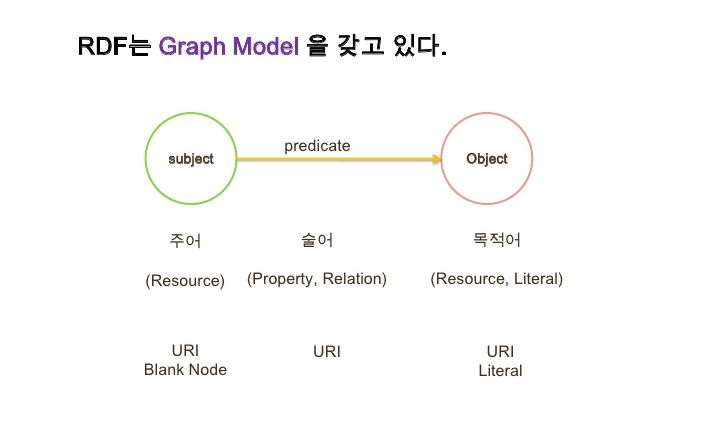 RDF는 Graph Model 을 갖고 있다.
predicate
subject
Object
주어 술어 목적어
(Resource) (Property, Relation) (Resource, Literal)
URI URI URI
Blank Node Literal